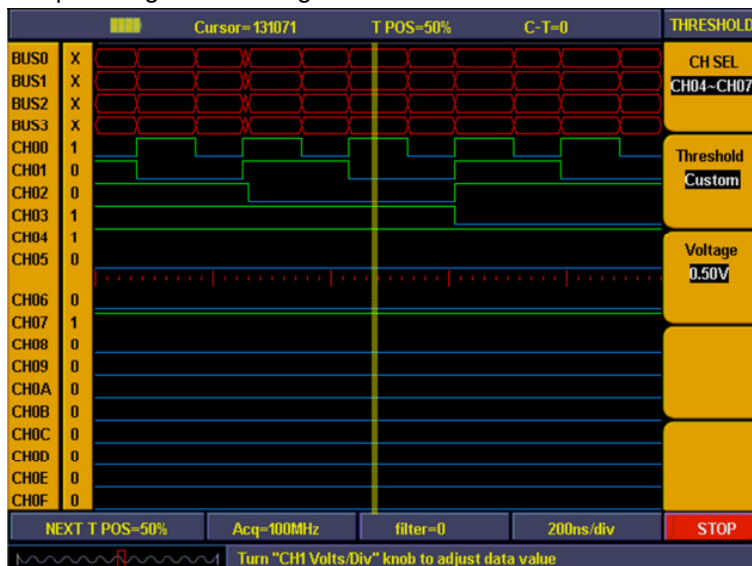 Cursor=131071 T POS=50% C-T=0 THRESHOLD
BUS0 X
BUS1 X
BUS2 X
BUS3 X
CH00 1
CH01 0
CH02 0
CH03 1
CH04 1
CH05 0
CH06 0
CH07 1
CH08 0
CH09 0
CH0A 0
CH0B 0
CH0C 0
CH0D 0
CH0E 0
CH0F 0
CH SEL
CH04~CH07
Threshold
Custom
Voltage
0.50V
NEXT T POS=50% Acq=100MHz filter=0 200ns/div STOP
Turn "CH1 Volts/Div" knob to adjust data value